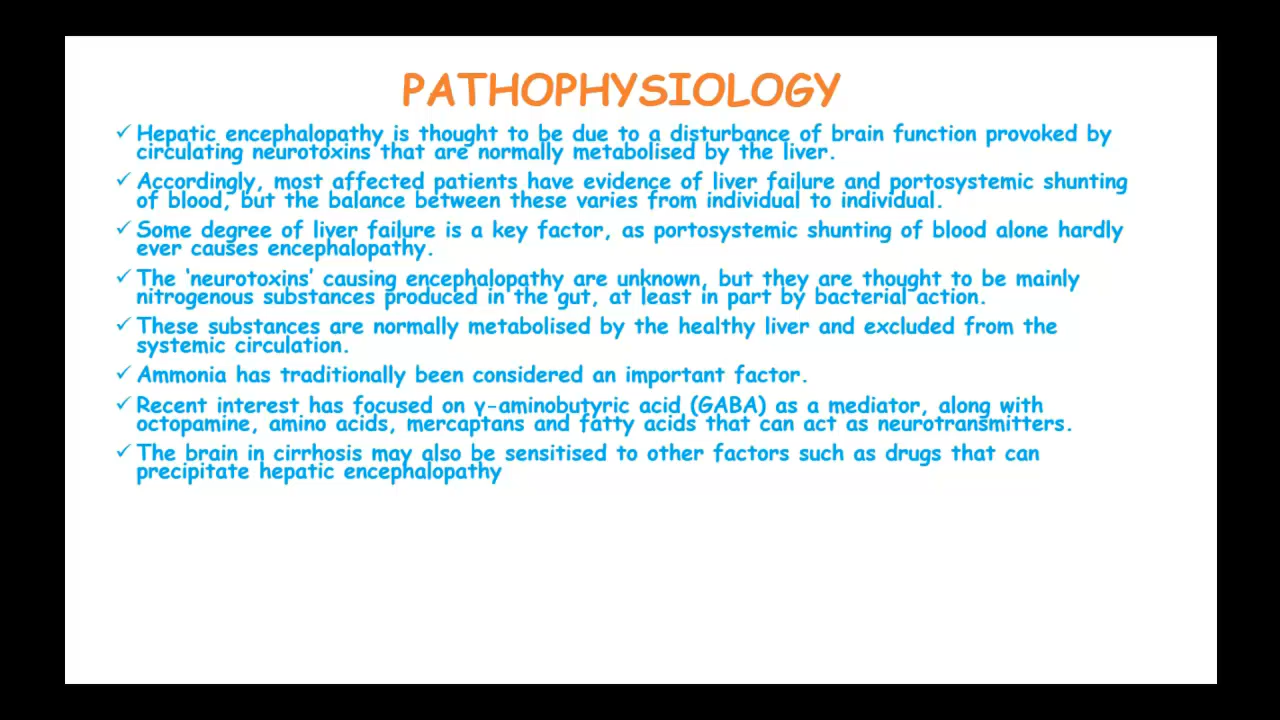 PATHOPHYSIOLOGY
✓ Hepatic encephalopathy is thought to be due to a disturbance of brain function provoked by
circulating neurotoxins that are normally metabolised by the liver.
✓ Accordingly, most affected patients have evidence of liver failure and portosystemic shunting
of blood, but the balance between these varies from individual to individual.
✓ Some degree of liver failure is a key factor, as portosystemic shunting of blood alone hardly
ever causes encephalopathy.
✓ The ‘neurotoxins’ causing encephalopathy are unknown, but they are thought to be mainly
nitrogenous substances produced in the gut, at least in part by bacterial action.
✓ These substances are normally metabolised by the healthy liver and excluded from the
systemic circulation.
✓ Ammonia has traditionally been considered an important factor.
✓ Recent interest has focused on γ-aminobutyric acid (GABA) as a mediator, along with
octopamine, amino acids, mercaptans and fatty acids that can act as neurotransmitters.
✓ The brain in cirrhosis may also be sensitised to other factors such as drugs that can
precipitate hepatic encephalopathy